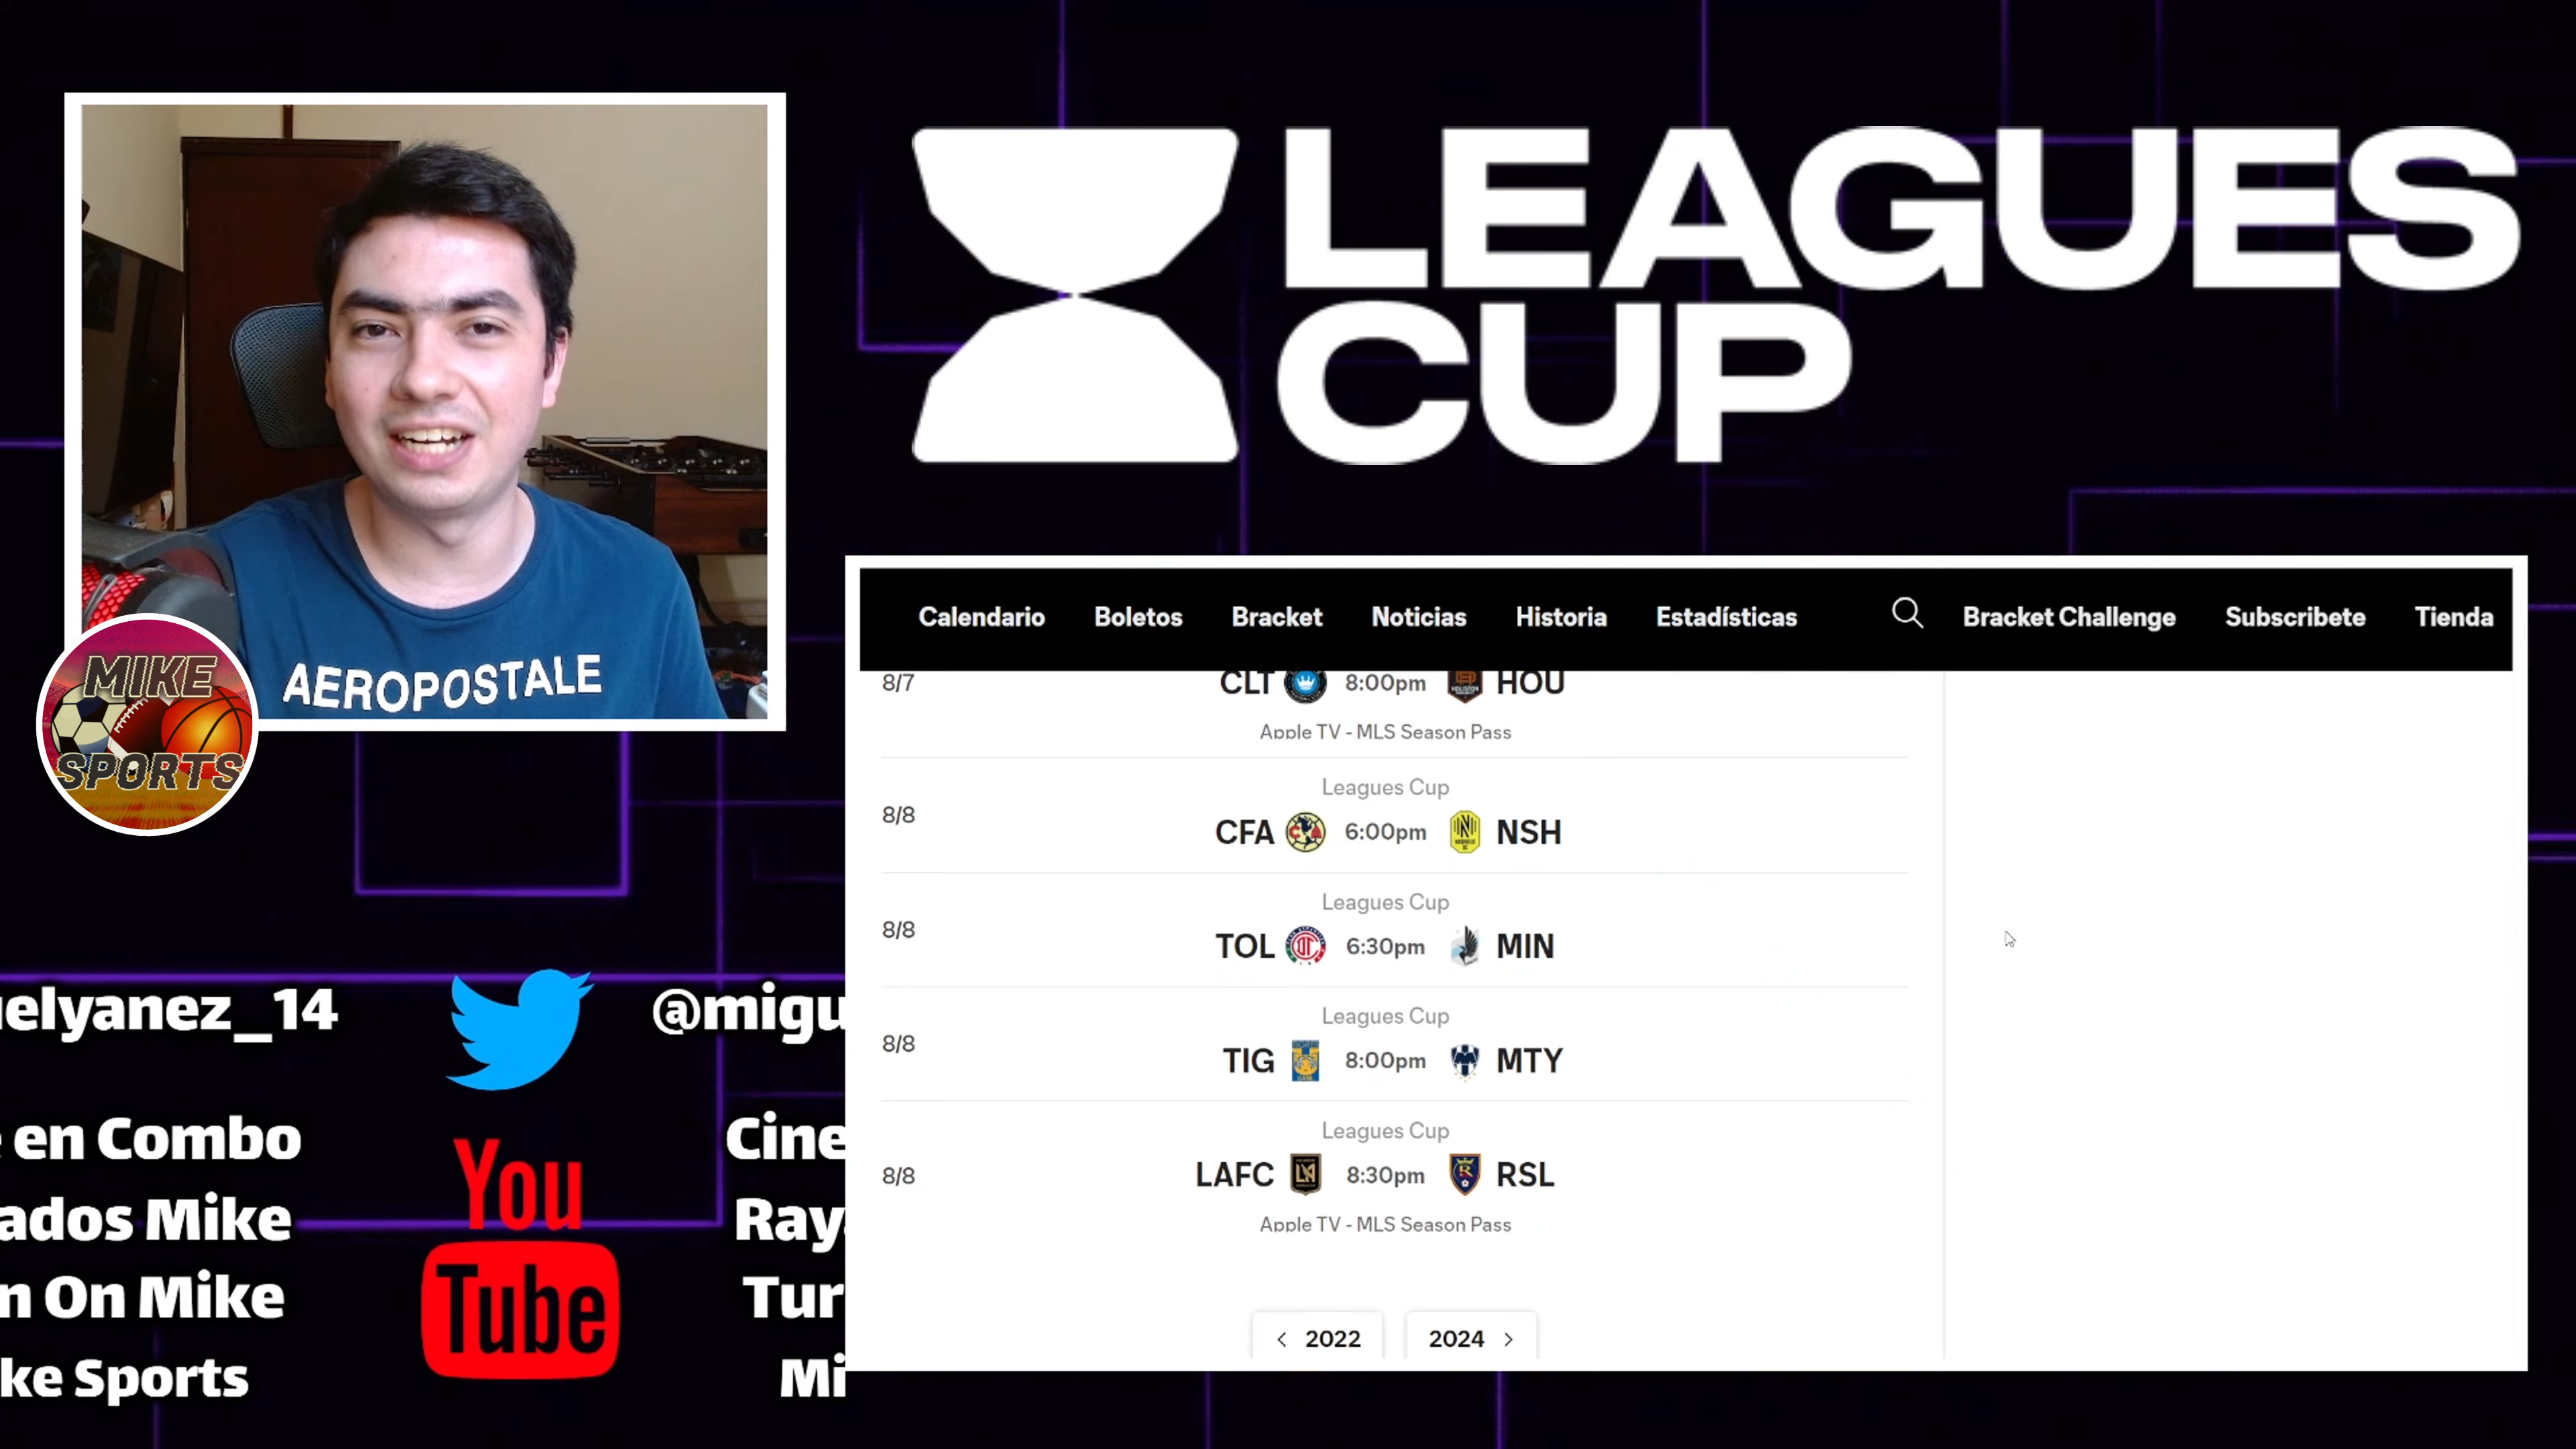 LEAGUES
CUP
AEROPOSTALE
MIKE
SPORTS
Calendario Boletos Bracket Noticias Historia Estadísticas Bracket Challenge Subscribete Tienda
8/7 CLT 8:00pm HOU
Apple TV - MLS Season Pass
Leagues Cup
8/8 CFA 6:00pm NSH
Leagues Cup
8/8 TOL 6:30pm MIN
Leagues Cup
8/8 TIG 8:00pm MTY
Leagues Cup
8/8 LAFC 8:30pm RSL
Apple TV - MLS Season Pass
2022 2024
elyanez_14 @migu
en Combo Cine
ados Mike Ray
n On Mike Tur
ke Sports Mi
You
Tube